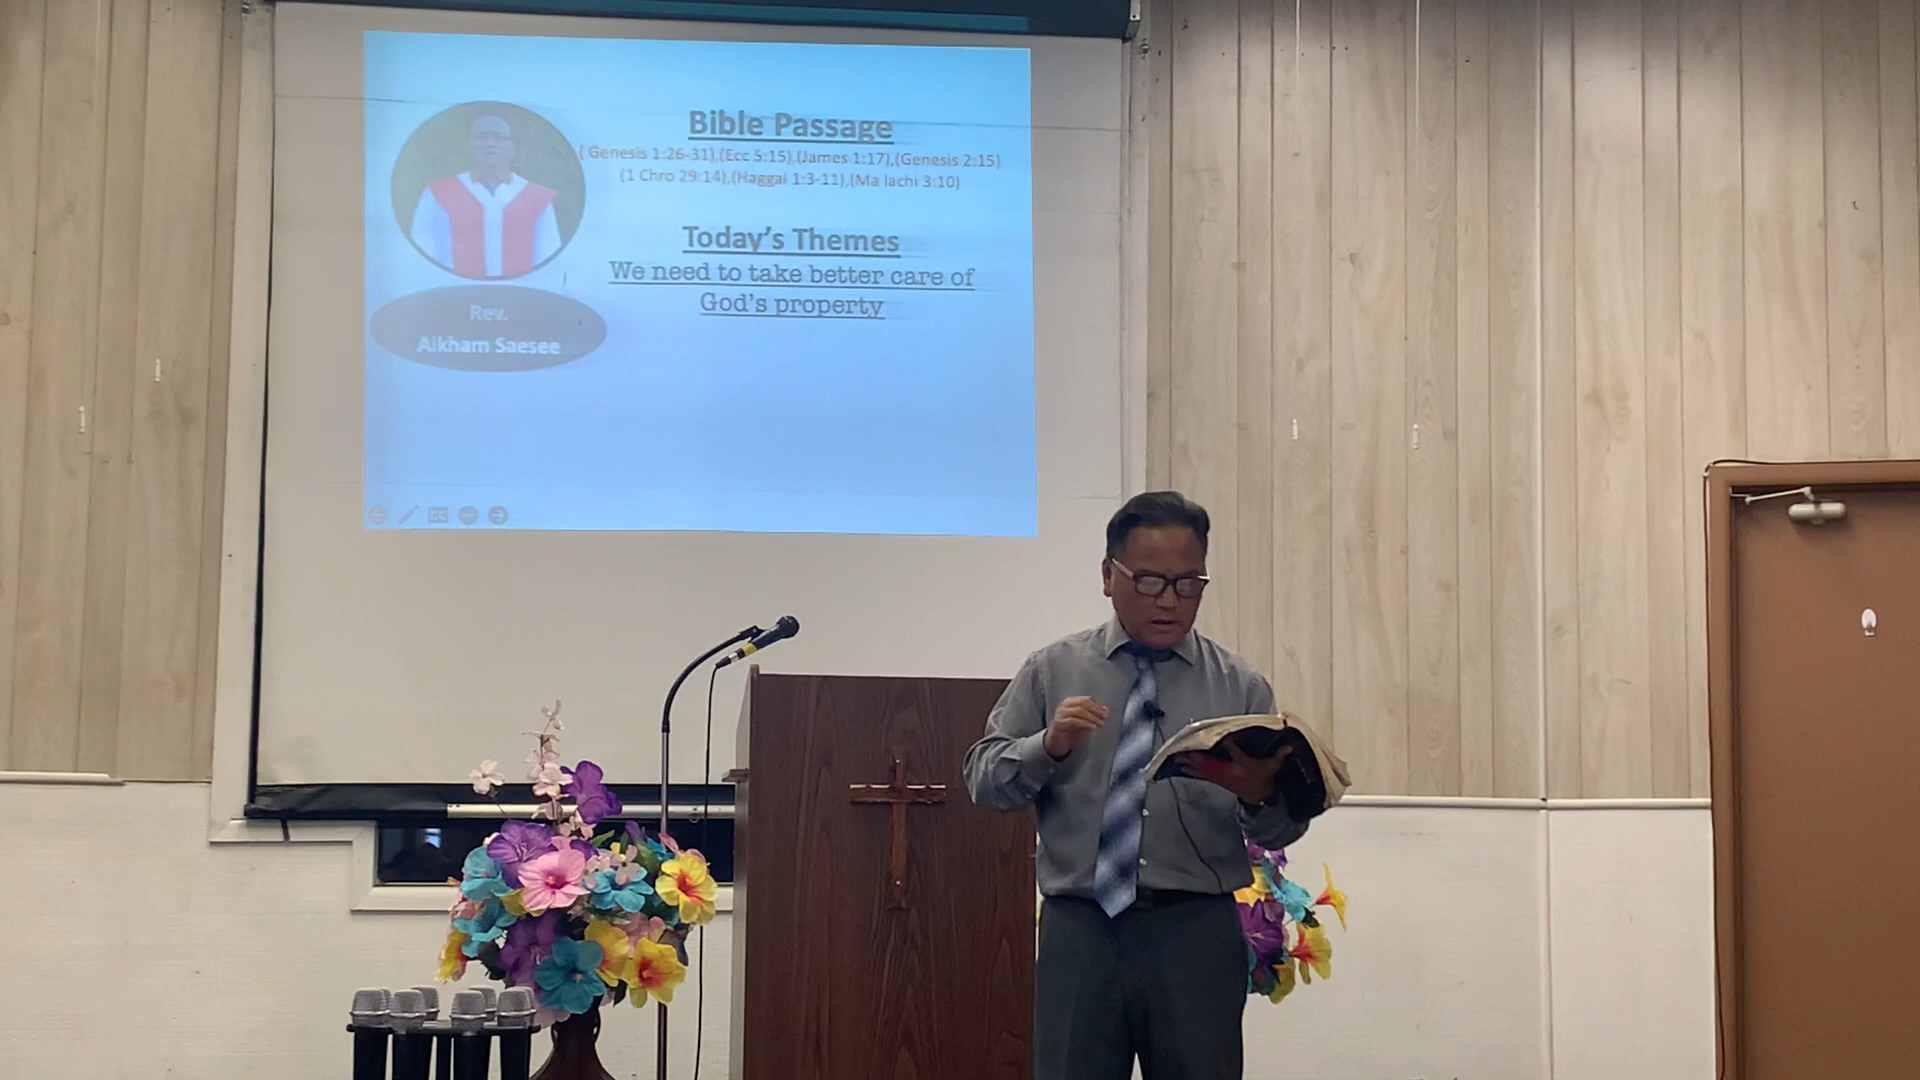 Bible Passage
( Genesis 1:26-31),(Ecc 5:15),(James 1:17),(Genesis 2:15)
(1 Chro 29:14),(Haggai 1:3-11),(Ma lachi 3:10)
Today's Themes
We need to take better care of
God's property
Rev.
Aikham Saesee
CC